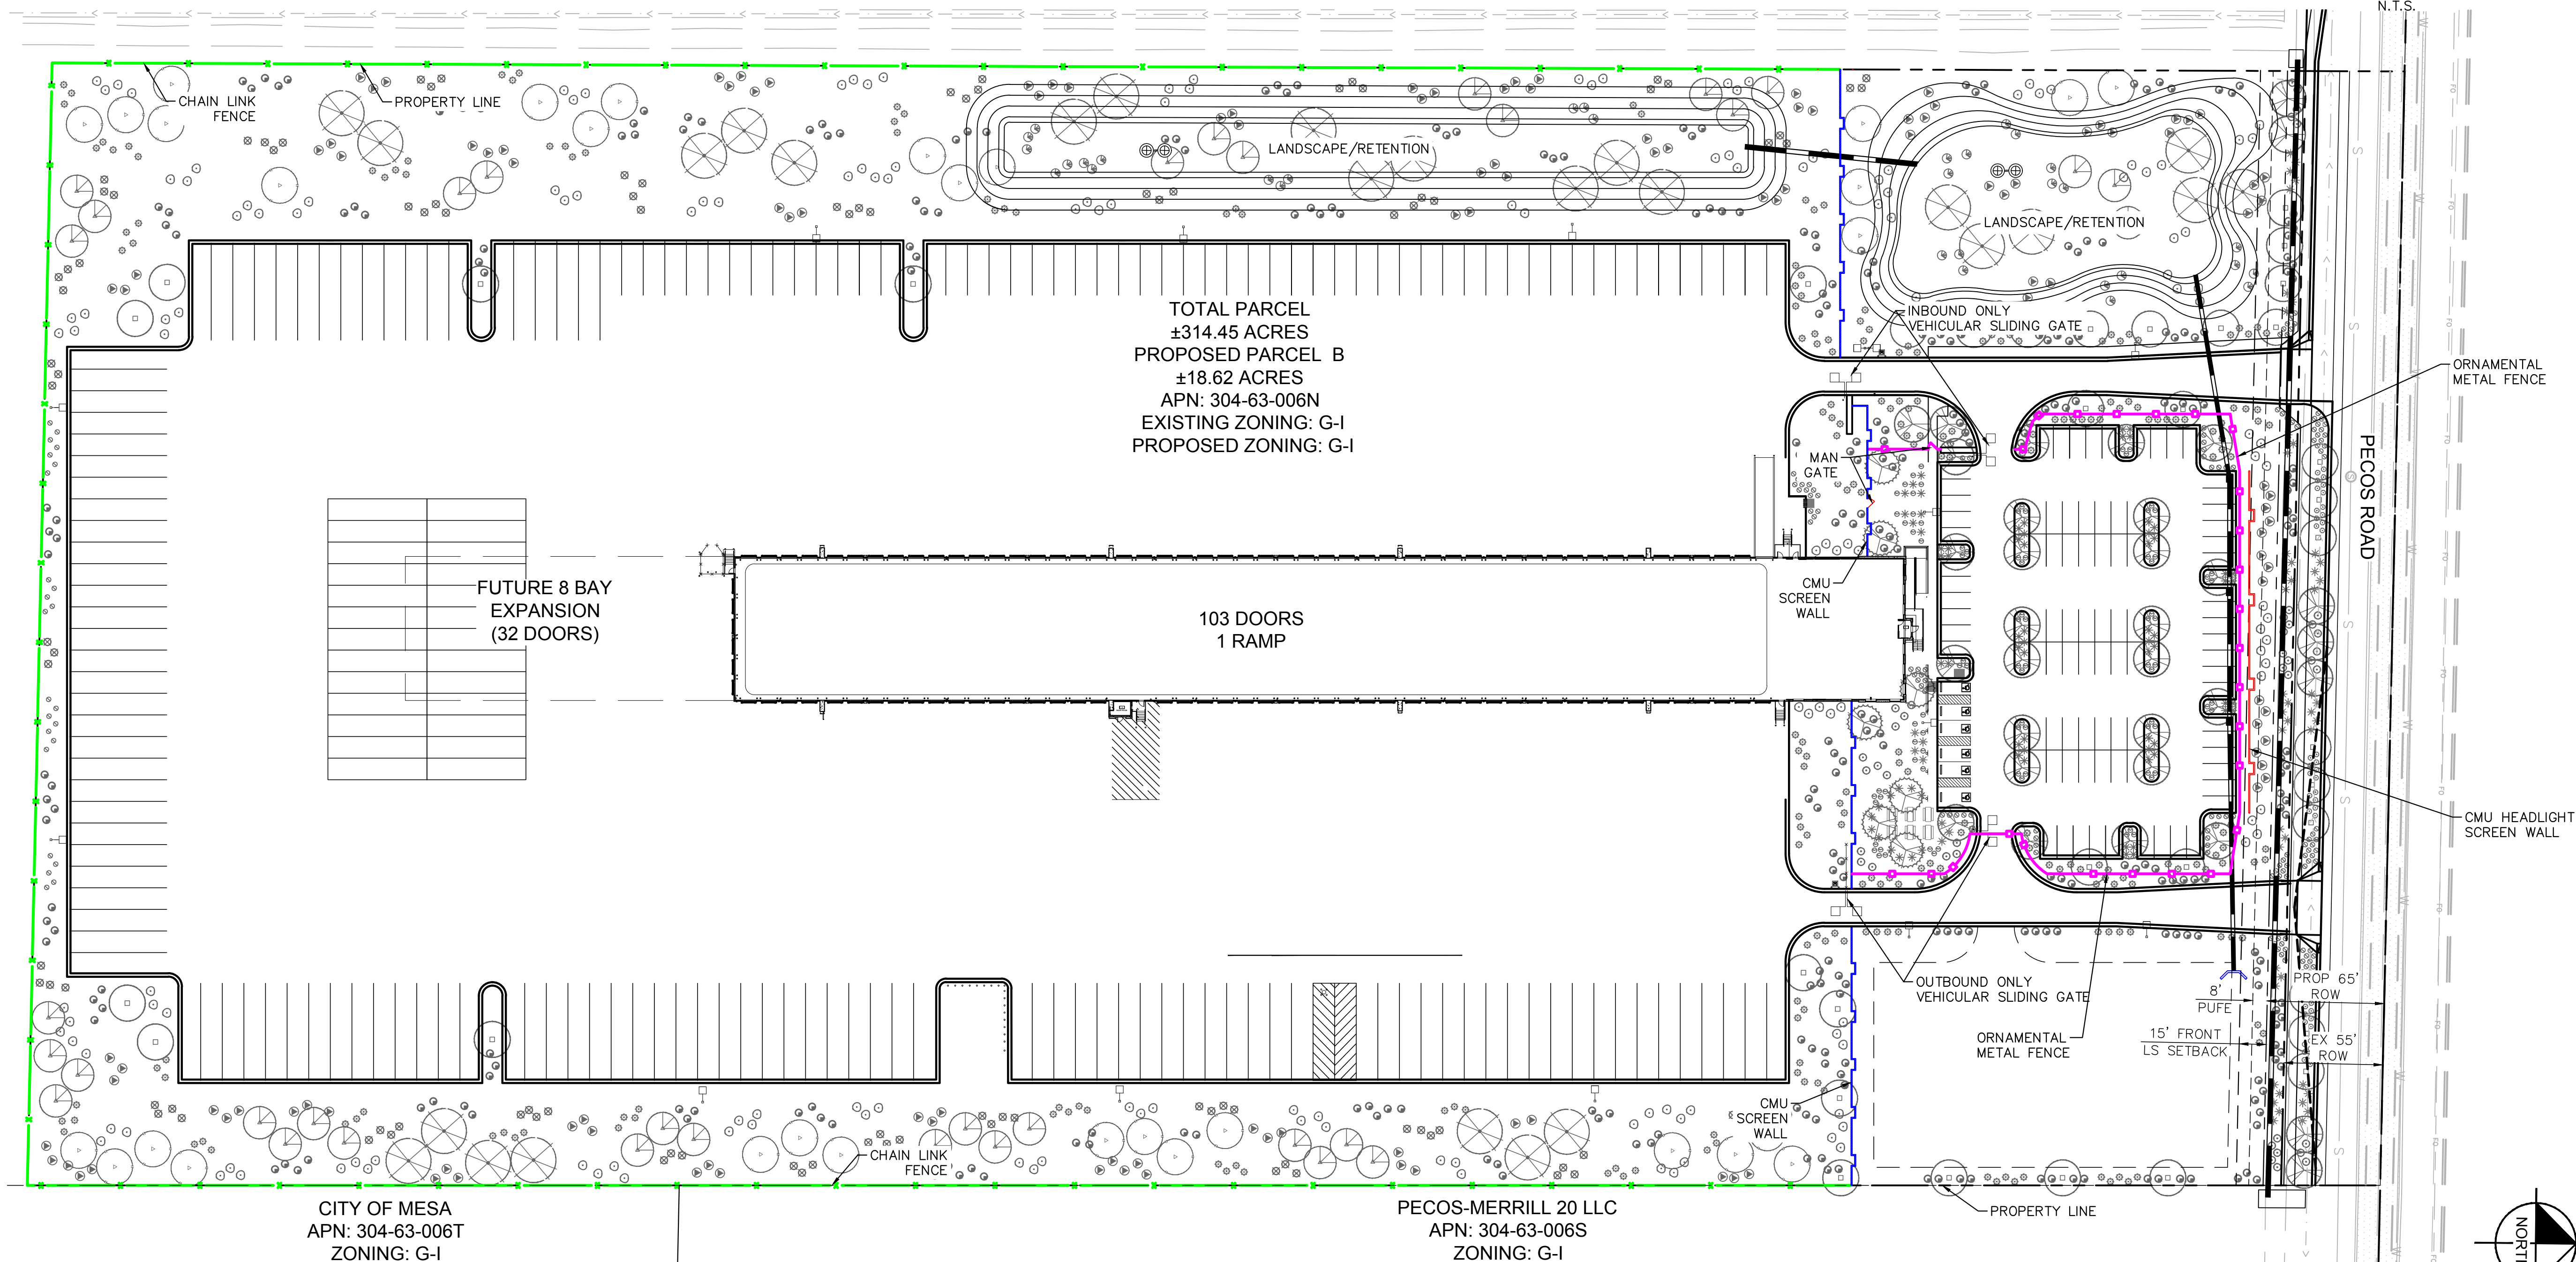 N.T.S.
CHAIN LINK
FENCE
PROPERTY LINE
LANDSCAPE/RETENTION
LANDSCAPE/RETENTION
TOTAL PARCEL
±314.45 ACRES
PROPOSED PARCEL B
±18.62 ACRES
APN: 304-63-006N
EXISTING ZONING: G-I
PROPOSED ZONING: G-I
INBOUND ONLY
VEHICULAR SLIDING GATE
ORNAMENTAL
METAL FENCE
MAN
GATE
PECOS ROAD
CMU
SCREEN
WALL
FUTURE 8 BAY
EXPANSION
(32 DOORS)
103 DOORS
1 RAMP
CMU HEADLIGHT
SCREEN WALL
OUTBOUND ONLY
VEHICULAR SLIDING GATE
8'
PUFE
PROP 65'
ROW
15' FRONT
LS SETBACK
EX 55'
ROW
ORNAMENTAL
METAL FENCE
CMU
SCREEN
WALL
CHAIN LINK
FENCE
PROPERTY LINE
CITY OF MESA
APN: 304-63-006T
ZONING: G-I
PECOS-MERRILL 20 LLC
APN: 304-63-006S
ZONING: G-I